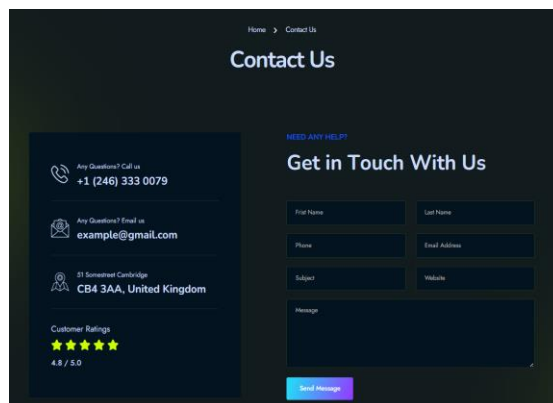 Home > Contact Us
Contact Us
Any Questions? Call us
+1 (246) 333 0079
Any Questions? Email us
example@gmail.com
51 Somestreet Cambridge
CB4 3AA, United Kingdom
Customer Ratings
4.8 / 5.0
NEED ANY HELP?
Get in Touch With Us
First Name
Last Name
Phone
Email Address
Subject
Website
Message
Send Message